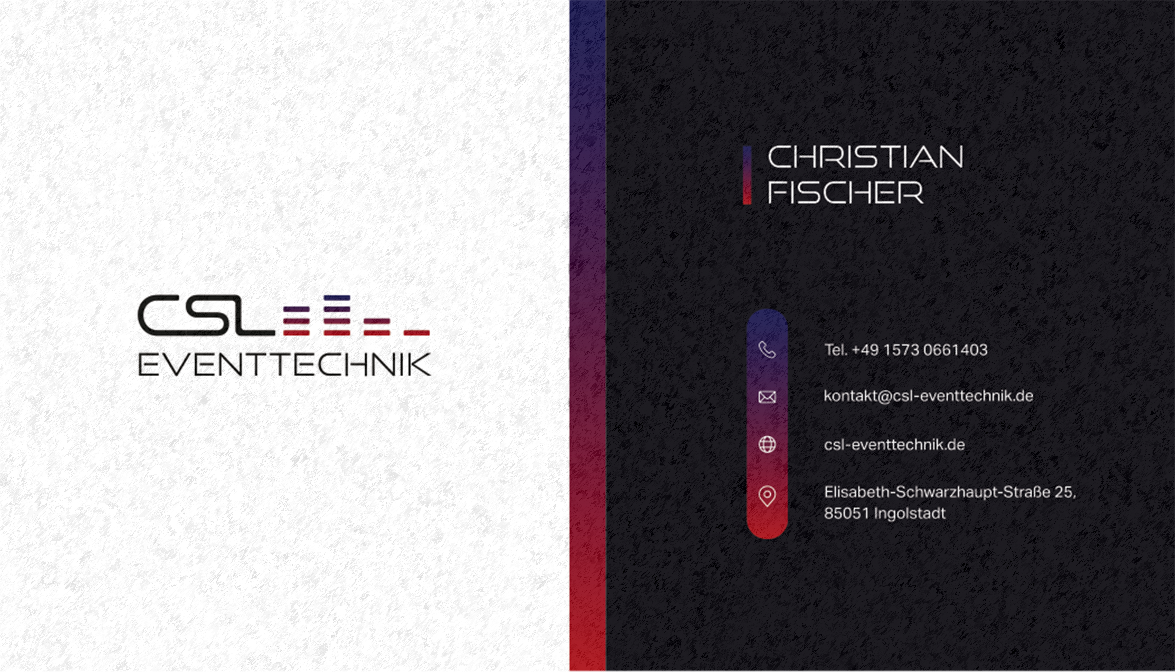 CSL
EVENTTECHNIK
CHRISTIAN
FISCHER
Tel. +49 1573 0661403
kontakt@csl-eventtechnik.de
csl-eventtechnik.de
Elisabeth-Schwarzhaupt-Straße 25,
85051 Ingolstadt